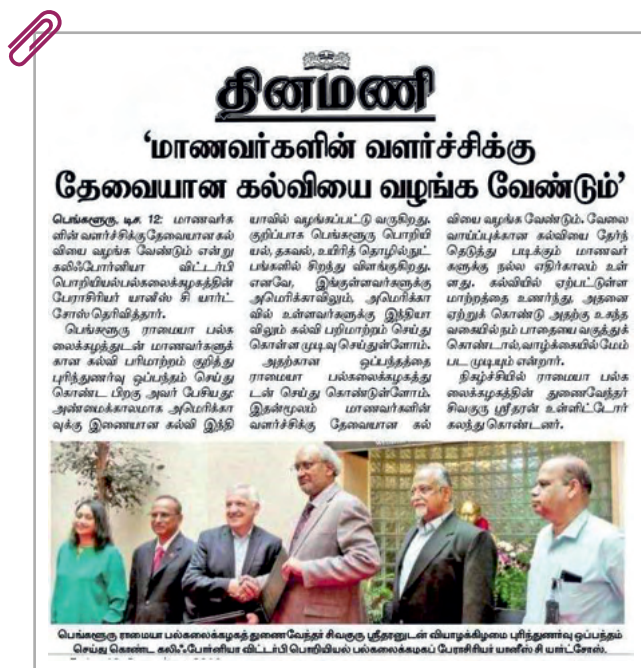 தினமணி
‘மாணவர்களின் வளர்ச்சிக்கு
தேவையான கல்வியை வழங்க வேண்டும்’
பெங்களூரு, டிச. 12: மாணவர்க
ளின் வளர்ச்சிக்கு தேவையான கல்
வியை வழங்க வேண்டும் என்று
கலிஃபோர்னியா விட்டர்பி
பொறியியல் பல்கலைக்கழகத்தின்
பேராசிரியர் யானீஸ் சி யார்ட்
சோஸ் தெரிவித்தார்.
பெங்களூரு ராமையா பல்க
லைக்கழகத்துடன் மாணவர்களுக்
கான கல்வி பரிமாற்றம் குறித்து
புரிந்துணர்வு ஒப்பந்தம் செய்து
கொண்ட பிறகு அவர் பேசியது:
அண்மைக்காலமாக அமெரிக்கா
வுக்கு இணையான கல்வி இந்தி
யாவில் வழங்கப்பட்டு வருகிறது.
குறிப்பாக பெங்களூரு பொறியி
யல், தகவல், உயிரித் தொழில்நுட்
பங்களில் சிறந்து விளங்குகிறது.
எனவே, இங்குள்ளவர்களுக்கு
அமெரிக்காவிலும், அமெரிக்கா
வில் உள்ளவர்களுக்கு இந்தியா
விலும் கல்வி பறிமாற்றம் செய்து
கொள்ள முடிவு செய்துள்ளோம்.
அதற்கான ஒப்பந்தத்தை
ராமையா பல்கலைக்கழகத்து
டன் செய்து கொண்டுள்ளோம்.
இதன்மூலம் மாணவர்களின்
வளர்ச்சிக்கு தேவையான கல்
வியை வழங்க வேண்டும். வேலை
வாய்ப்புக்கான கல்வியை தேர்ந்
தெடுத்து படிக்கும் மாணவர்
களுக்கு நல்ல எதிர்காலம் உள்
ளது. கல்வியில் ஏற்பட்டுள்ள
மாற்றத்தை உணர்ந்து, அதனை
ஏற்றுக் கொண்டு அதற்கு உகந்த
வகையில் நம் பாதையை வகுத்துக்
கொண்டால், வாழ்க்கையில் மேம்
பட முடியும் என்றார்.
நிகழ்ச்சியில் ராமையா பல்க
லைக்கழகத்தின் துணைவேந்தர்
சிவகுரு ஸ்ரீதரன் உள்ளிட்டோர்
கலந்து கொண்டனர்.
பெங்களூரு ராமையா பல்கலைக்கழகத் துணைவேந்தர் சிவகுரு ஸ்ரீதரனுடன் வியாழக்கிழமை புரிந்துணர்வு ஒப்பந்தம்
செய்து கொண்ட கலிஃபோர்னியா விட்டர்பி பொறியியல் பல்கலைக்கழகப் பேராசிரியர் யானீஸ் சி யார்ட்சோஸ்.